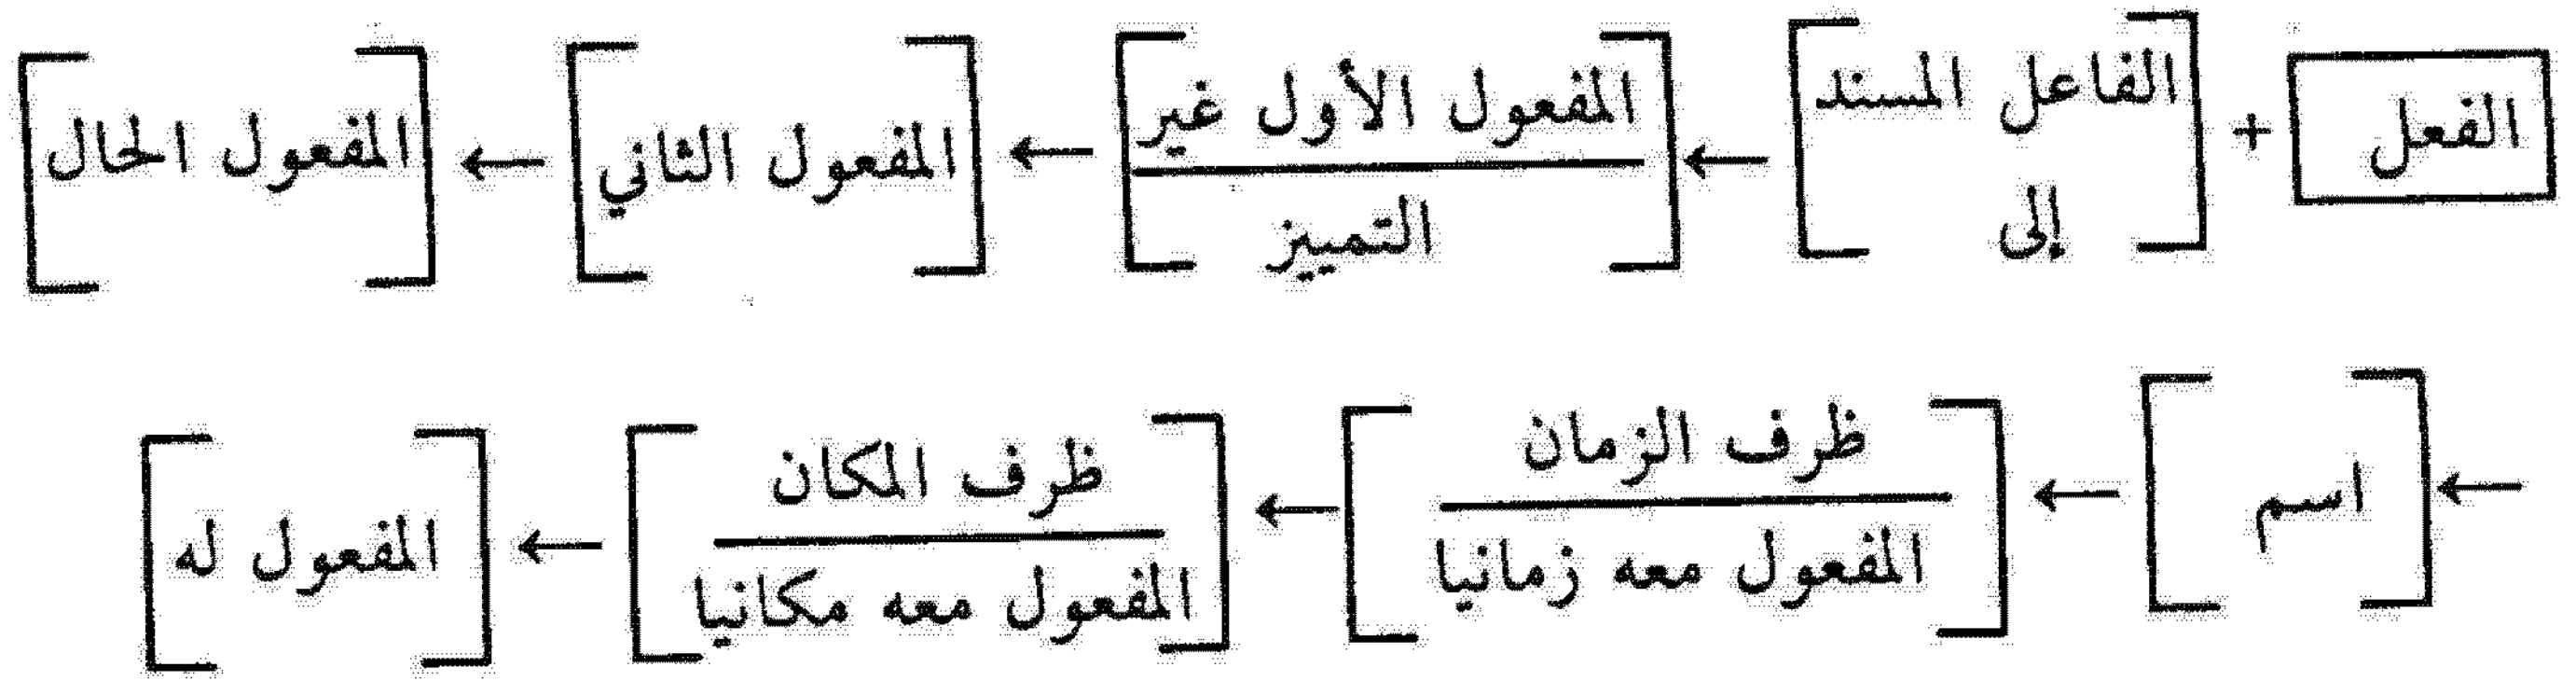 الفعل + [الفاعل المسند إلى] ← [المفعول الأول غير / التمييز] ← [المفعول الثاني] ← [المفعول الحال]
← [اسم] ← [ظرف الزمان / المفعول معه زمانيا] ← [ظرف المكان / المفعول معه مكانيا] ← [المفعول له]